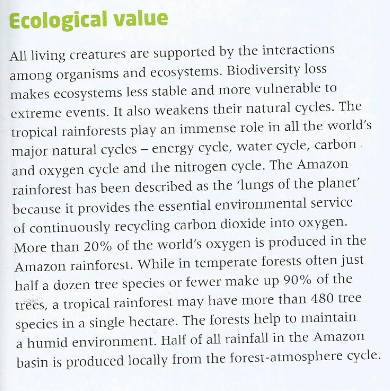 Ecological value
All living creatures are supported by the interactions
among organisms and ecosystems. Biodiversity loss
makes ecosystems less stable and more vulnerable to
extreme events. It also weakens their natural cycles. The
tropical rainforests play an immense role in all the world's
major natural cycles – energy cycle, water cycle, carbon
and oxygen cycle and the nitrogen cycle. The Amazon
rainforest has been described as the 'lungs of the planet'
because it provides the essential environmental service
of continuously recycling carbon dioxide into oxygen.
More than 20% of the world's oxygen is produced in the
Amazon rainforest. While in temperate forests often just
half a dozen tree species or fewer make up 90% of the
trees, a tropical rainforest may have more than 480 tree
species in a single hectare. The forests help to maintain
a humid environment. Half of all rainfall in the Amazon
basin is produced locally from the forest-atmosphere cycle.